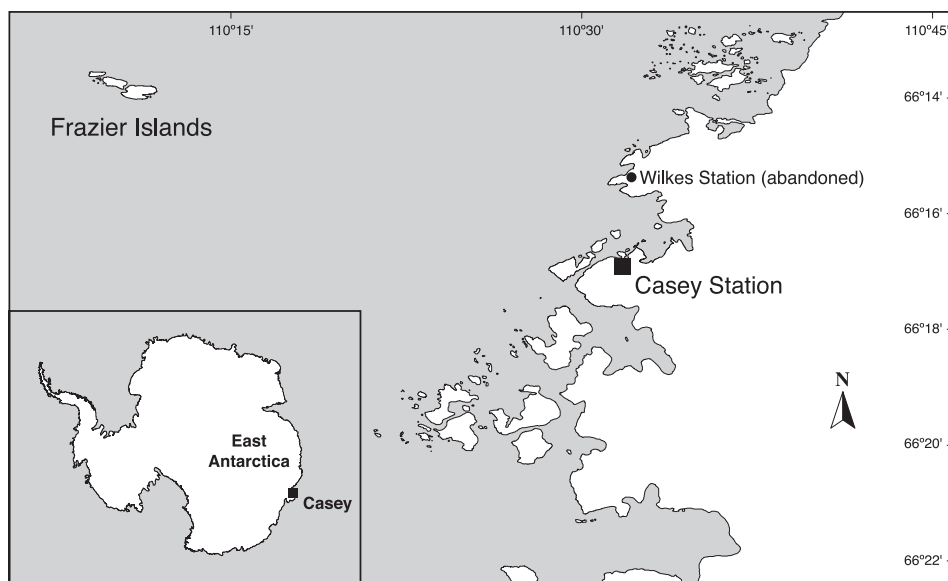 110°15'
110°30'
110°45'
66°14'
Frazier Islands
Wilkes Station (abandoned)
66°16'
Casey Station
66°18'
N
East
Antarctica
66°20'
Casey
66°22'